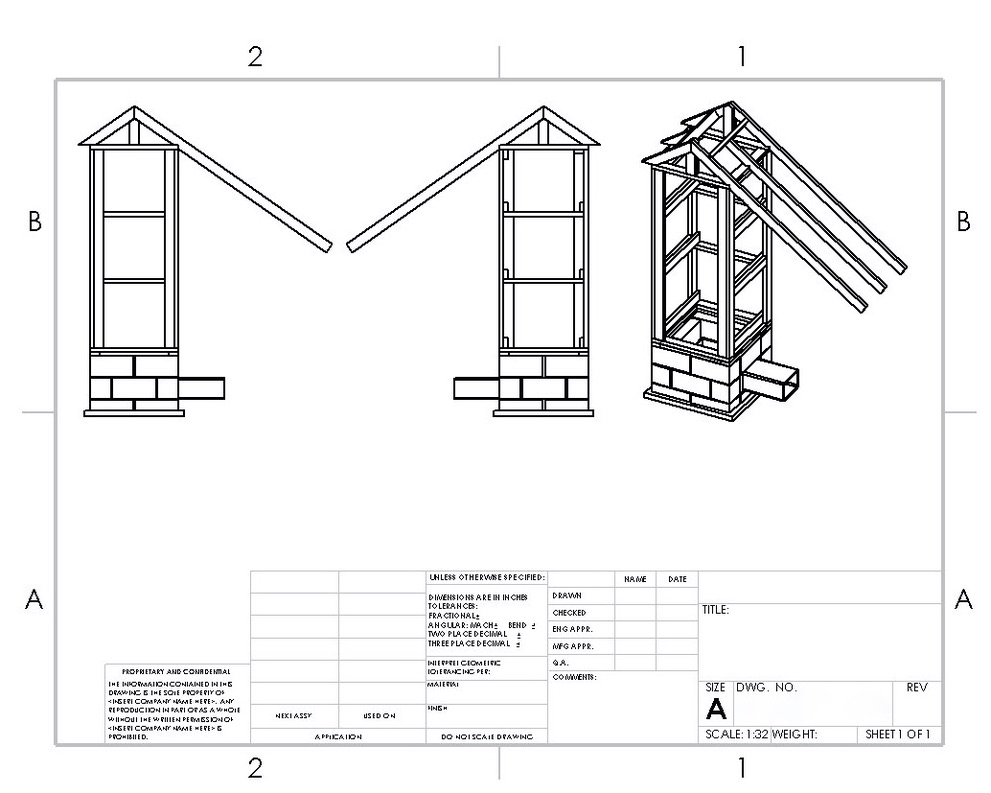 2
1
B
B
A
A
UNLESS OTHERWISE SPECIFIED:
NAME
DATE
DIMENSIONS ARE IN INCHES
TOLERANCES:
FRACTIONAL±
ANGULAR: MACH± BEND ±
TWO PLACE DECIMAL ±
THREE PLACE DECIMAL ±
DRAWN
CHECKED
ENG APPR.
MFG APPR.
Q.A.
COMMENTS:
TITLE:
INTERPRET GEOMETRIC
TOLERANCING PER:
MATERIAL
FINISH
PROPRIETARY AND CONFIDENTIAL
THE INFORMATION CONTAINED IN THIS
DRAWING IS THE SOLE PROPERTY OF
<INSERT COMPANY NAME HERE>. ANY
REPRODUCTION IN PART OR AS A WHOLE
WITHOUT THE WRITTEN PERMISSION OF
<INSERT COMPANY NAME HERE> IS
PROHIBITED.
NEXT ASSY
USED ON
APPLICATION
DO NOT SCALE DRAWING
SIZE
A
DWG. NO.
REV
SCALE: 1:32
WEIGHT:
SHEET 1 OF 1
2
1